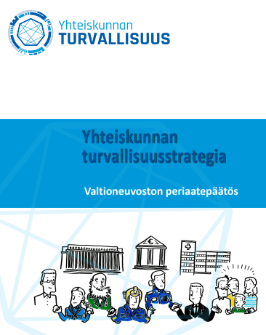 Yhteiskunnan
TURVALLISUUS
Yhteiskunnan
turvallisuusstrategia
Valtioneuvoston periaatepäätös